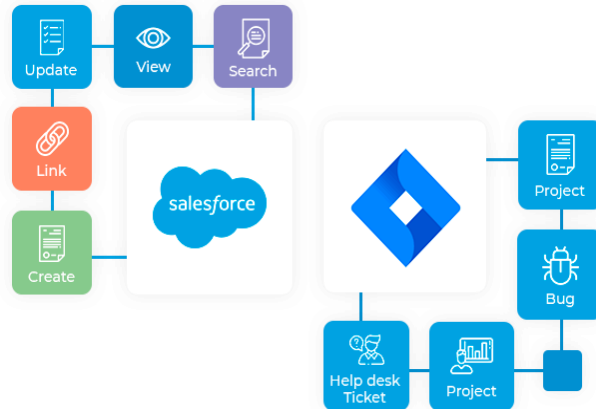 Update
View
Search
Link
salesforce
Project
Create
Bug
Help desk
Ticket
Project